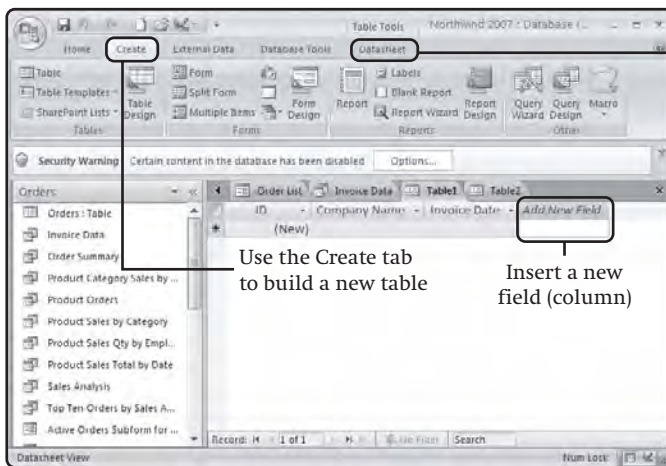 Table Tools Northwind 2007 : Database (...
Home Create External Data Database Tools Datasheet
Table
Table Templates
SharePoint Lists
Table Design
Tables
Form
Split Form
Multiple Items
Form Design
Forms
Report
Labels
Blank Report
Report Wizard
Report Design
Reports
Query Wizard
Query Design
Macro
Other
Security Warning Certain content in the database has been disabled Options...
Orders
Order List Invoice Data Table1 Table2
ID Company Name Invoice Date Add New Field
(New)
Orders : Table
Invoice Data
Order Summary
Product Category Sales by ...
Product Orders
Product Sales by Category
Product Sales Qty by Empl...
Product Sales Total by Date
Sales Analysis
Top Ten Orders by Sales A...
Active Orders Subform for ...
Use the Create tab
to build a new table
Insert a new
field (column)
Record: 1 of 1 No Filter Search
Datasheet View Num Lock